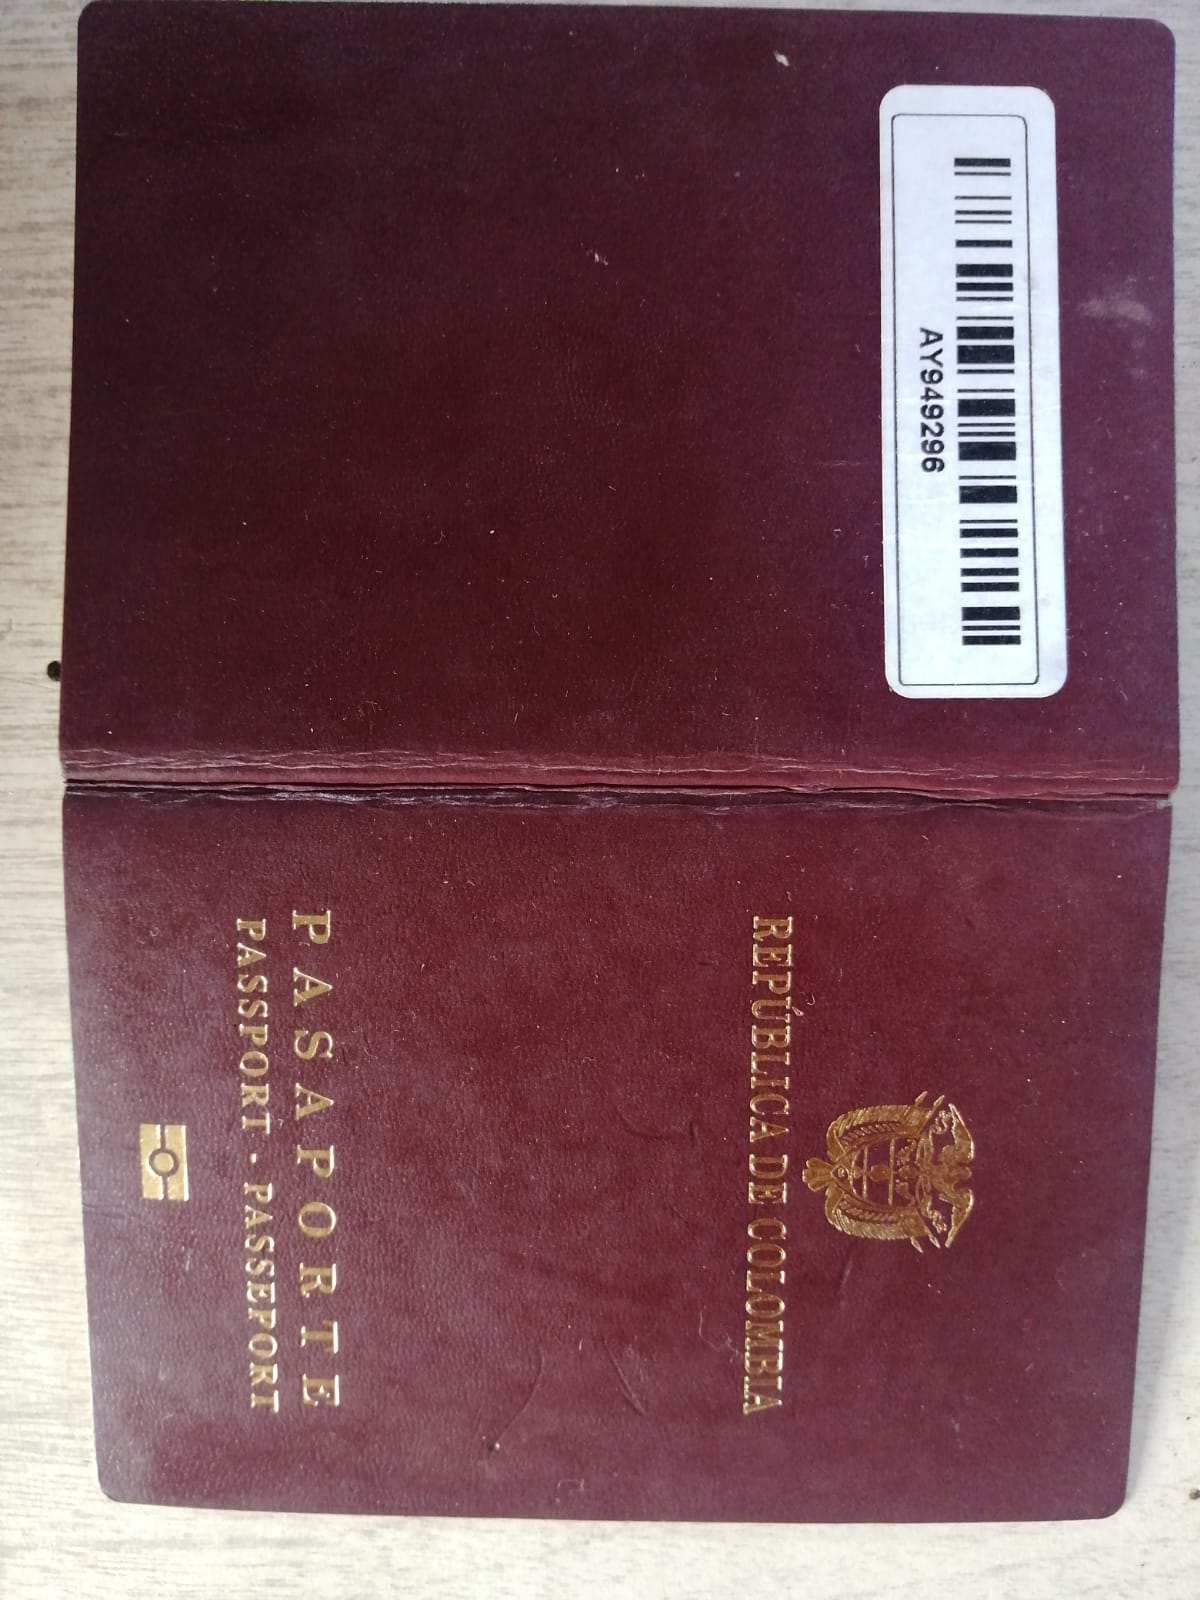 AY949296
REPÚBLICA DE COLOMBIA
PASAPORTE
PASSPORT · PASSEPORT